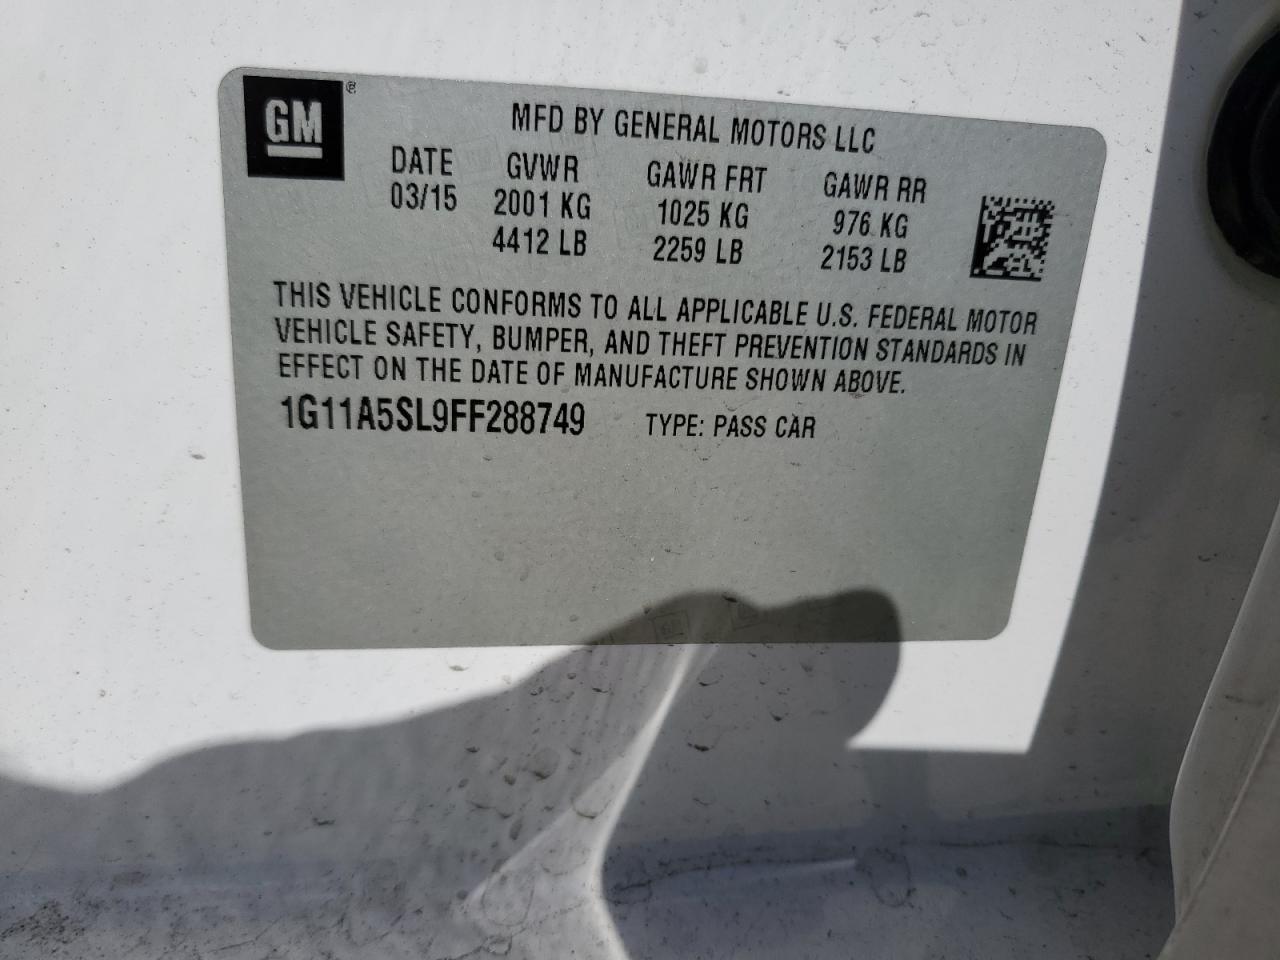 GM®
MFD BY GENERAL MOTORS LLC
DATE GVWR GAWR FRT GAWR RR
03/15 2001 KG 1025 KG 976 KG
4412 LB 2259 LB 2153 LB
THIS VEHICLE CONFORMS TO ALL APPLICABLE U.S. FEDERAL MOTOR
VEHICLE SAFETY, BUMPER, AND THEFT PREVENTION STANDARDS IN
EFFECT ON THE DATE OF MANUFACTURE SHOWN ABOVE.
1G11A5SL9FF288749 TYPE: PASS CAR